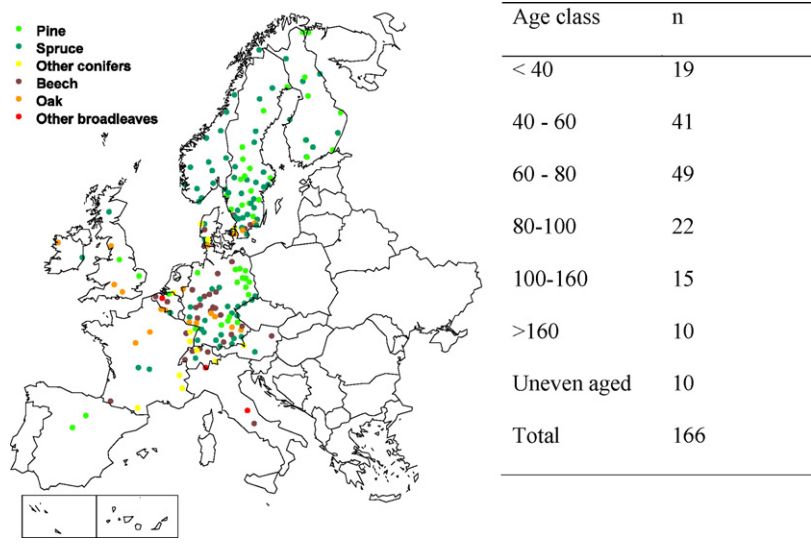 Pine
Spruce
Other conifers
Beech
Oak
Other broadleaves
Age class n
< 40 19
40 - 60 41
60 - 80 49
80-100 22
100-160 15
>160 10
Uneven aged 10
Total 166